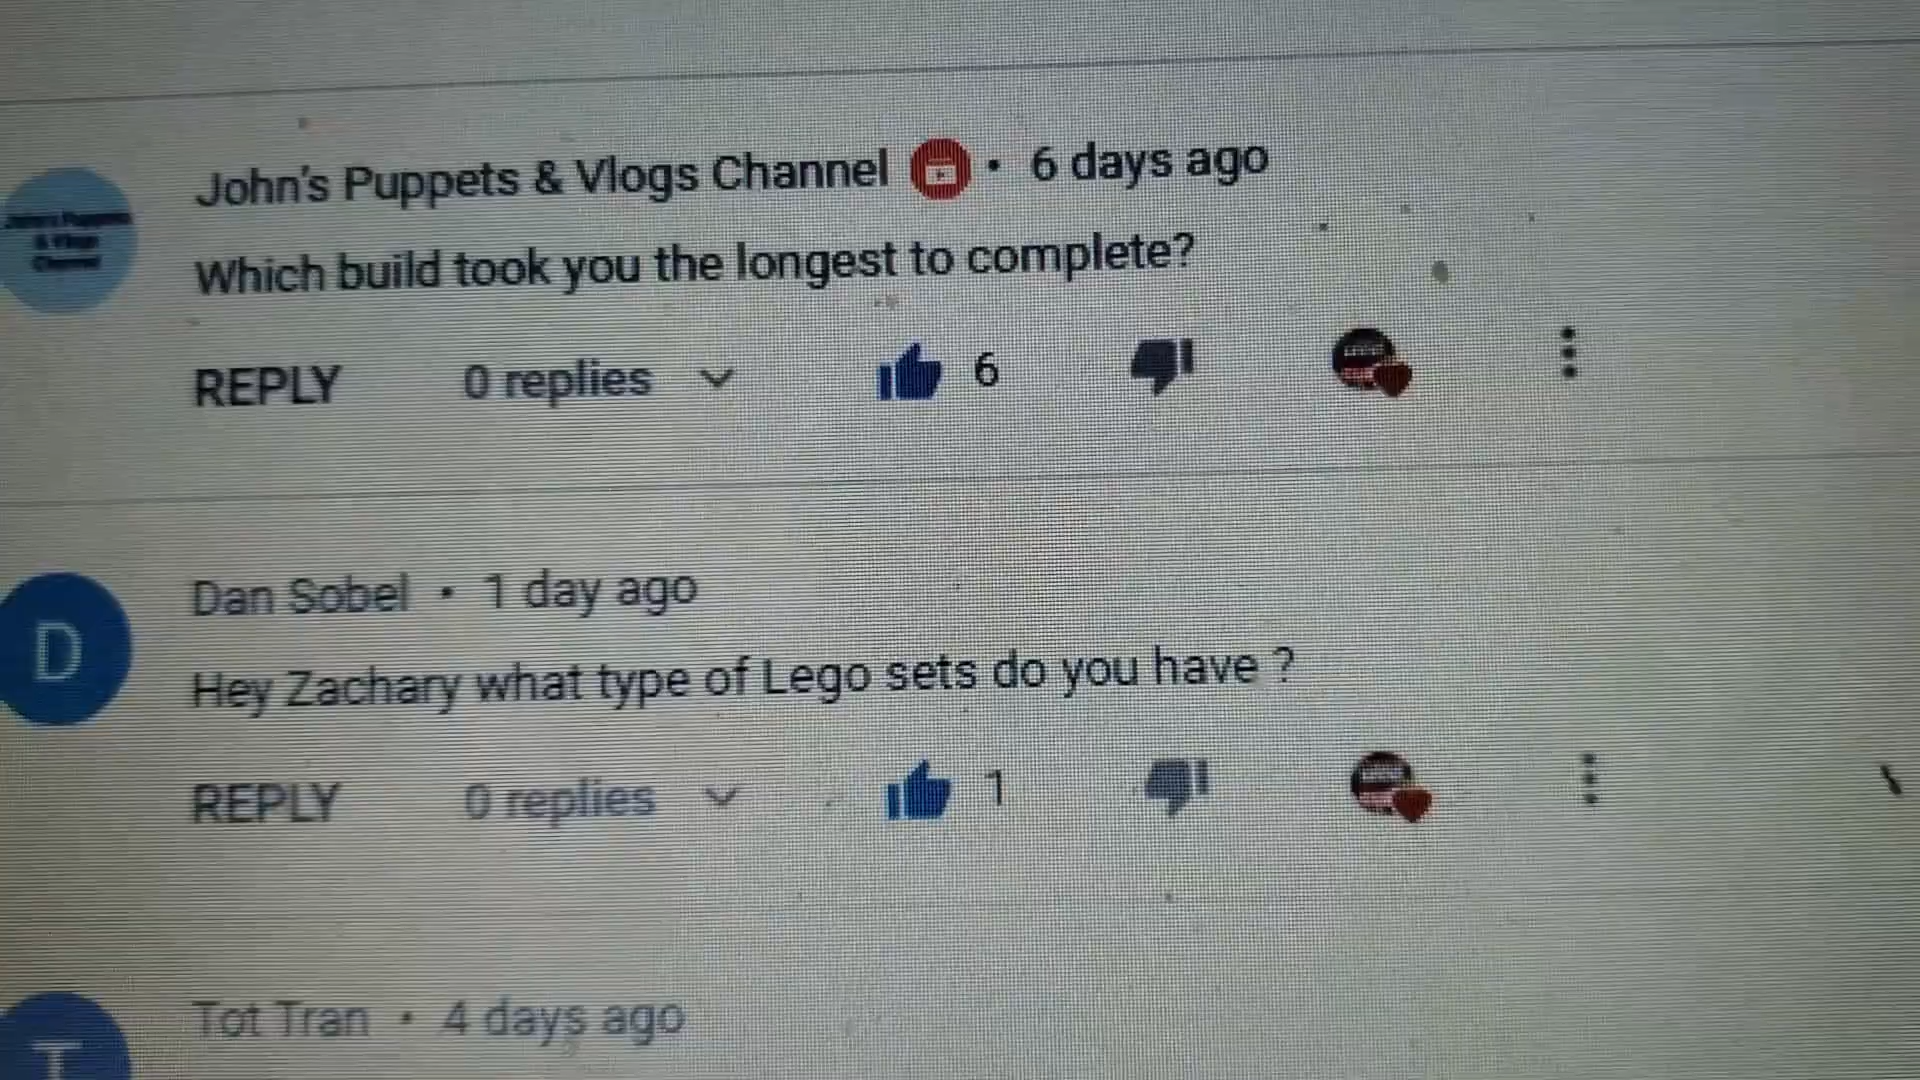 John's Puppets & Vlogs Channel • 6 days ago
Which build took you the longest to complete?
REPLY 0 replies 6
D
Dan Sobel • 1 day ago
Hey Zachary what type of Lego sets do you have ?
REPLY 0 replies 1
T
Tot Tran • 4 days ago